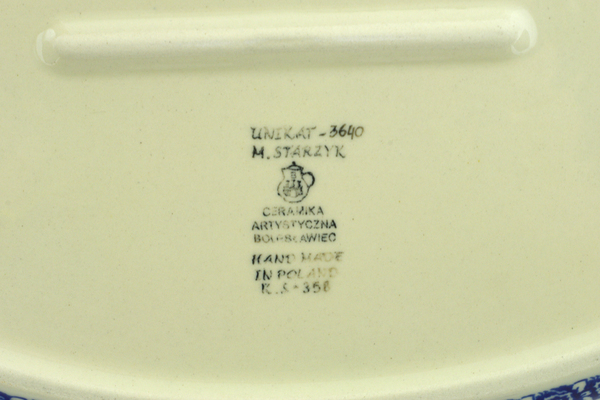 UNIKAT-3640
M. STARZYK
CERAMIKA
ARTYSTYCZNA
BOLESŁAWIEC
HAND MADE
IN POLAND
K.S-358